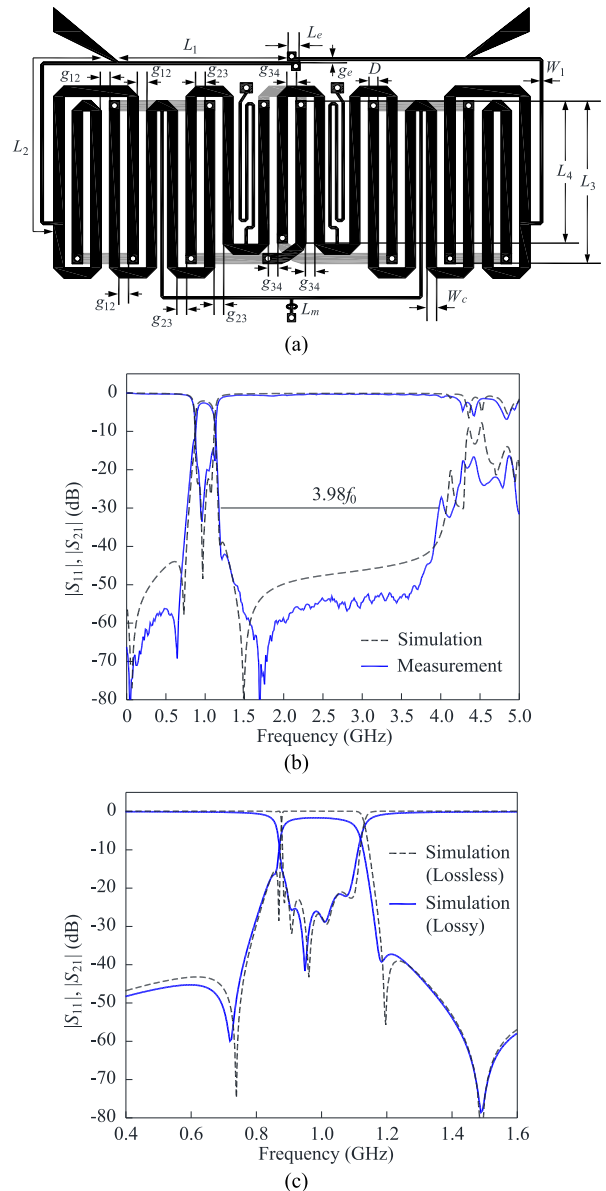 L₁ Lₑ
g₁₂ g₁₂ g₂₃ g₃₄ gₑ D W₁
L₂ L₄ L₃
g₁₂ g₂₃ g₂₃ g₃₄ g₃₄ Lₘ W_c
(a)
|S₁₁|, |S₂₁| (dB)
0
-10
-20
-30
-40
-50
-60
-70
-80
3.98f₀
Simulation
Measurement
0 0.5 1.0 1.5 2.0 2.5 3.0 3.5 4.0 4.5 5.0
Frequency (GHz)
(b)
|S₁₁|, |S₂₁| (dB)
0
-10
-20
-30
-40
-50
-60
-70
-80
Simulation
(Lossless)
Simulation
(Lossy)
0.4 0.6 0.8 1.0 1.2 1.4 1.6
Frequency (GHz)
(c)